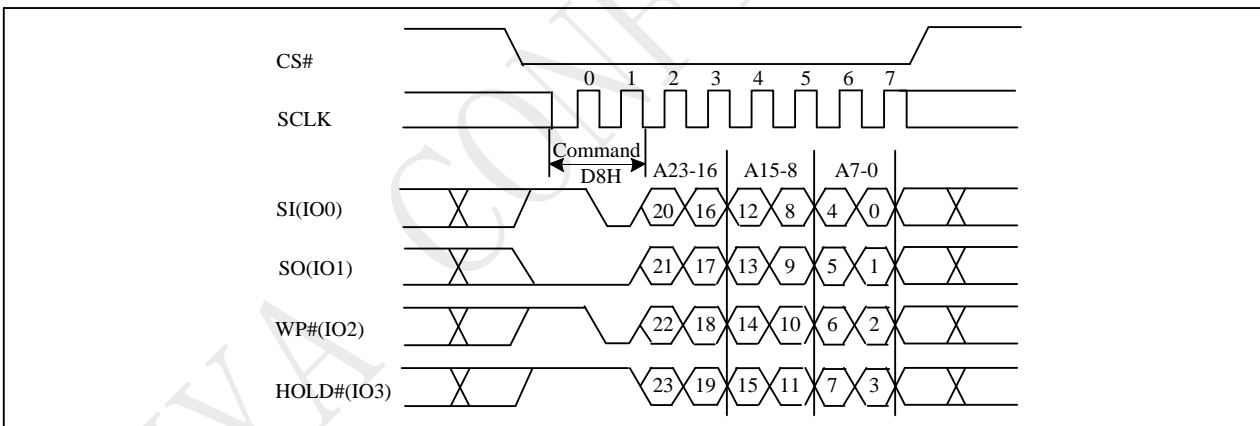 CS#
0 1 2 3 4 5 6 7
SCLK
Command
D8H
A23-16 A15-8 A7-0
SI(IO0) 20 16 12 8 4 0
SO(IO1) 21 17 13 9 5 1
WP#(IO2) 22 18 14 10 6 2
HOLD#(IO3) 23 19 15 11 7 3